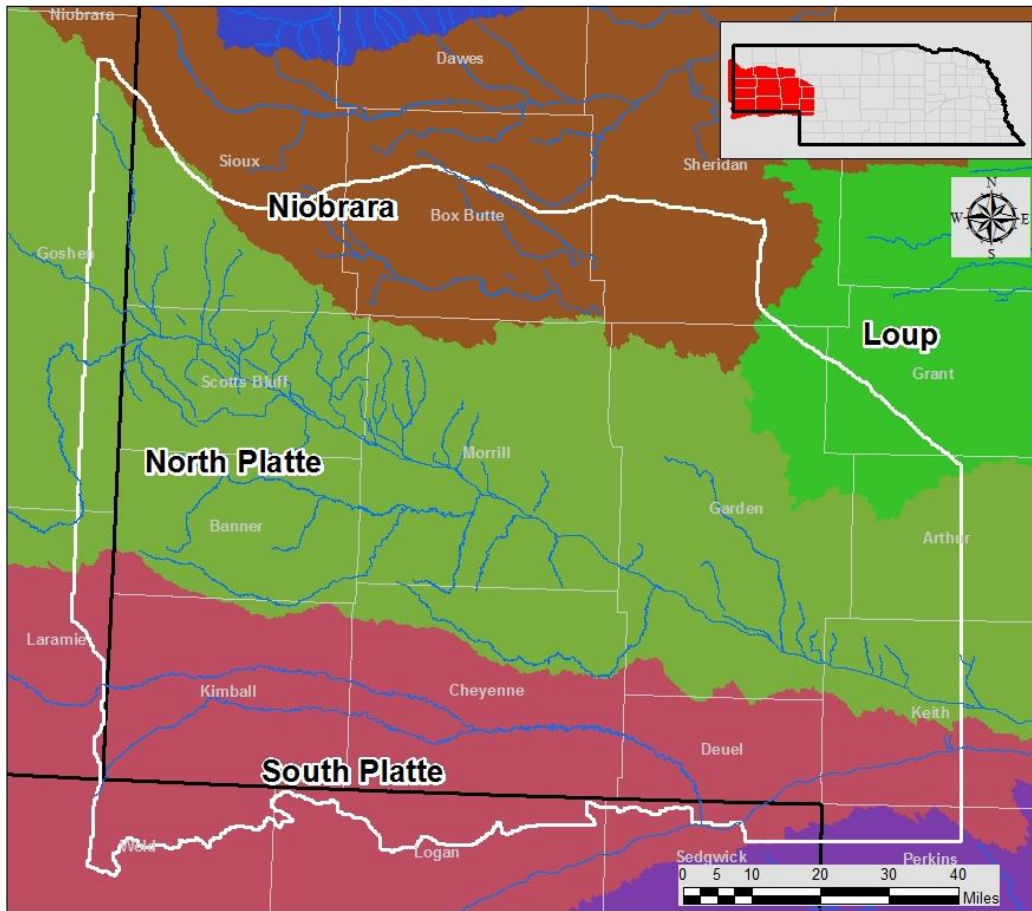 Niobrara
Dawes
Sioux
Sheridan
N
W E
S
Niobrara
Box Butte
Goshen
Loup
Grant
Scotts Bluff
North Platte
Morrill
Garden
Banner
Arthur
Laramie
Kimball
Cheyenne
Keith
Deuel
South Platte
Weld
Logan
Sedgwick
Perkins
0 5 10 20 30 40
Miles